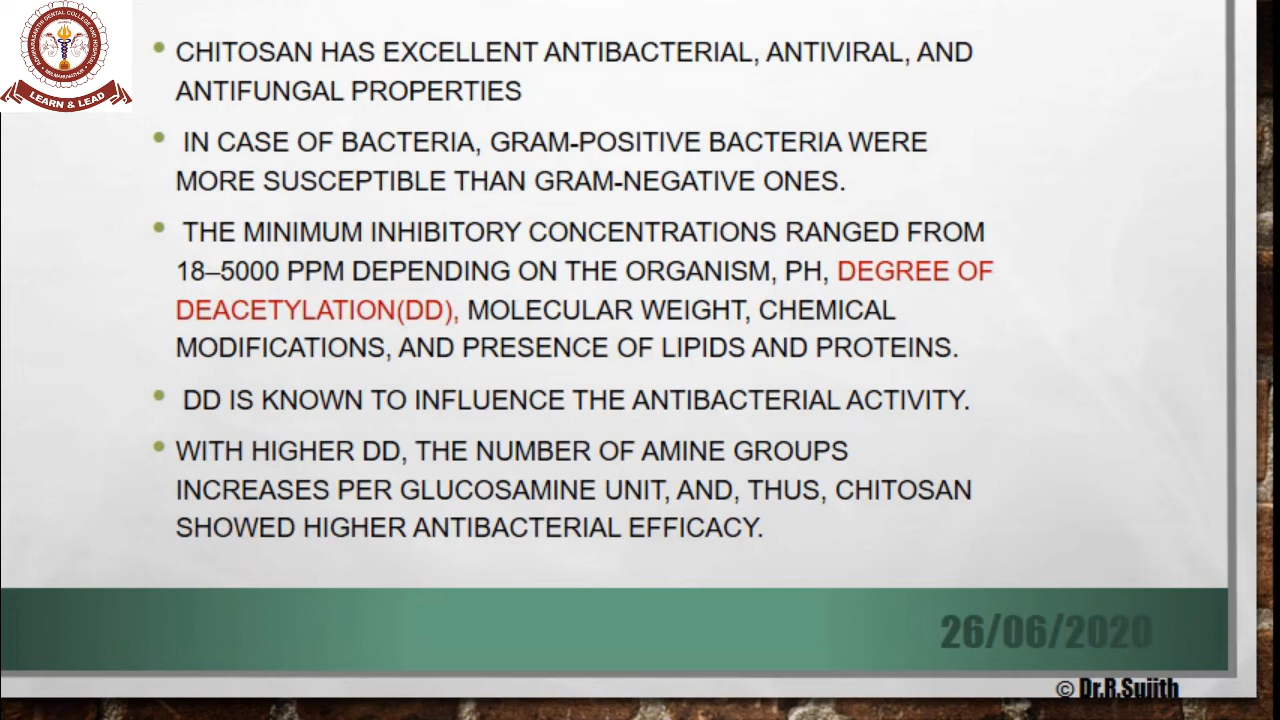 CHITOSAN HAS EXCELLENT ANTIBACTERIAL, ANTIVIRAL, AND
ANTIFUNGAL PROPERTIES
IN CASE OF BACTERIA, GRAM-POSITIVE BACTERIA WERE
MORE SUSCEPTIBLE THAN GRAM-NEGATIVE ONES.
THE MINIMUM INHIBITORY CONCENTRATIONS RANGED FROM
18–5000 PPM DEPENDING ON THE ORGANISM, PH, DEGREE OF
DEACETYLATION(DD), MOLECULAR WEIGHT, CHEMICAL
MODIFICATIONS, AND PRESENCE OF LIPIDS AND PROTEINS.
DD IS KNOWN TO INFLUENCE THE ANTIBACTERIAL ACTIVITY.
WITH HIGHER DD, THE NUMBER OF AMINE GROUPS
INCREASES PER GLUCOSAMINE UNIT, AND, THUS, CHITOSAN
SHOWED HIGHER ANTIBACTERIAL EFFICACY.
26/06/2020
© Dr.R.Sujith
LEARN & LEAD